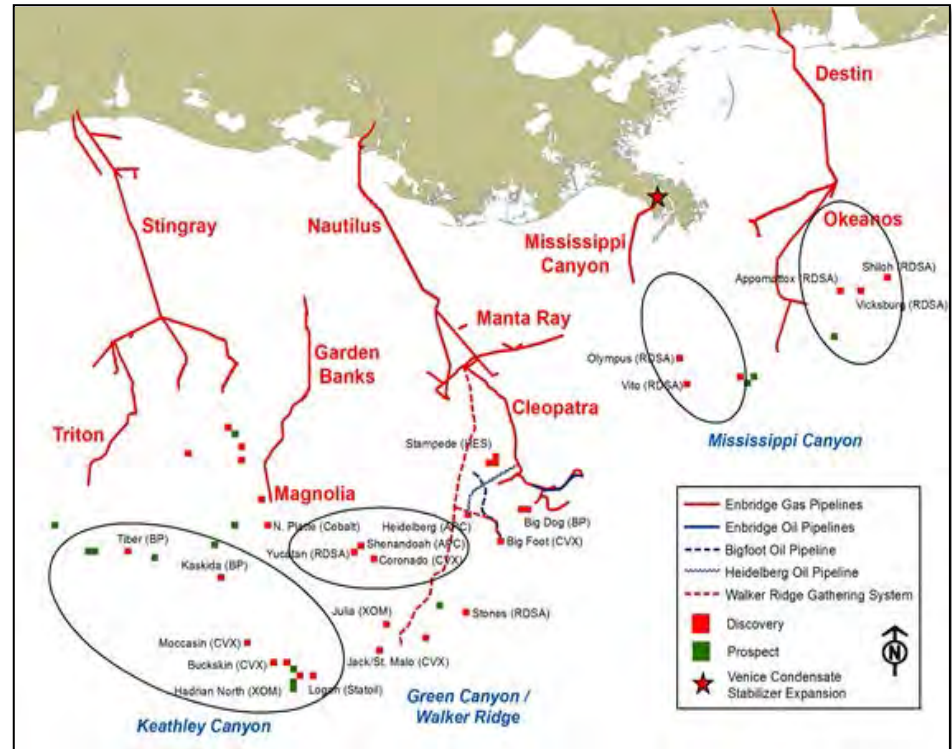 Destin
Stingray
Nautilus
Okeanos
Mississippi
Canyon
Shiloh (RDSA)
Appomattox (RDSA)
Vicksburg (RDSA)
Manta Ray
Garden
Banks
Olympus (RDSA)
Vito (RDSA)
Cleopatra
Triton
Mississippi Canyon
Stampede (HES)
Magnolia
N. Platte (Cobalt)
Heidelberg (APC)
Big Dog (BP)
Tiber (BP)
Shenandoah (APC)
Big Foot (CVX)
Yucatan (RDSA)
Coronado (CVX)
Kaskida (BP)
Julia (XOM)
Stones (RDSA)
Moccasin (CVX)
Jack/St. Malo (CVX)
Buckskin (CVX)
Hadrian North (XOM)
Logan (Statoil)
Green Canyon /
Walker Ridge
Keathley Canyon
Enbridge Gas Pipelines
Enbridge Oil Pipelines
Bigfoot Oil Pipeline
Heidelberg Oil Pipeline
Walker Ridge Gathering System
Discovery
Prospect
Venice Condensate
Stabilizer Expansion
N